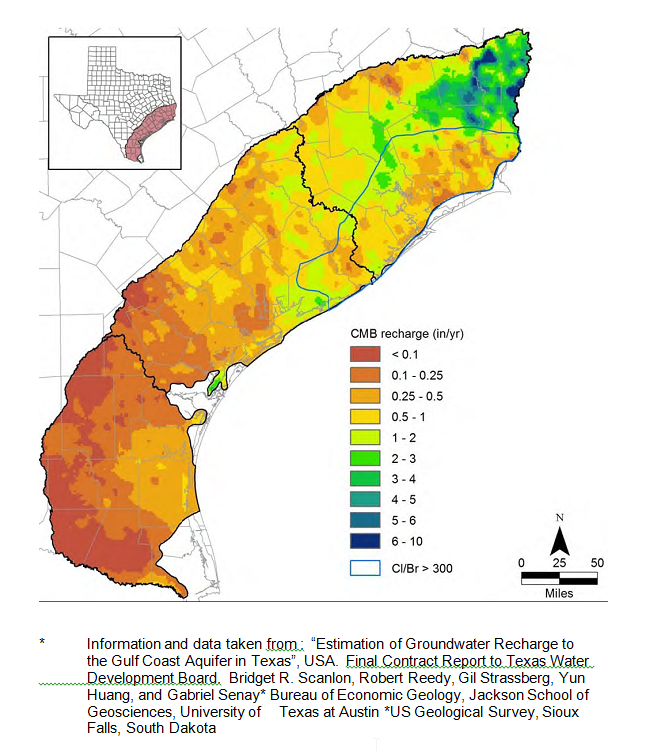 CMB recharge (in/yr)
< 0.1
0.1 - 0.25
0.25 - 0.5
0.5 - 1
1 - 2
2 - 3
3 - 4
4 - 5
5 - 6
6 - 10
Cl/Br > 300
N
0 25 50
Miles
* Information and data taken from : “Estimation of Groundwater Recharge to
the Gulf Coast Aquifer in Texas”, USA. Final Contract Report to Texas Water
Development Board. Bridget R. Scanlon, Robert Reedy, Gil Strassberg, Yun
Huang, and Gabriel Senay* Bureau of Economic Geology, Jackson School of
Geosciences, University of Texas at Austin *US Geological Survey, Sioux
Falls, South Dakota